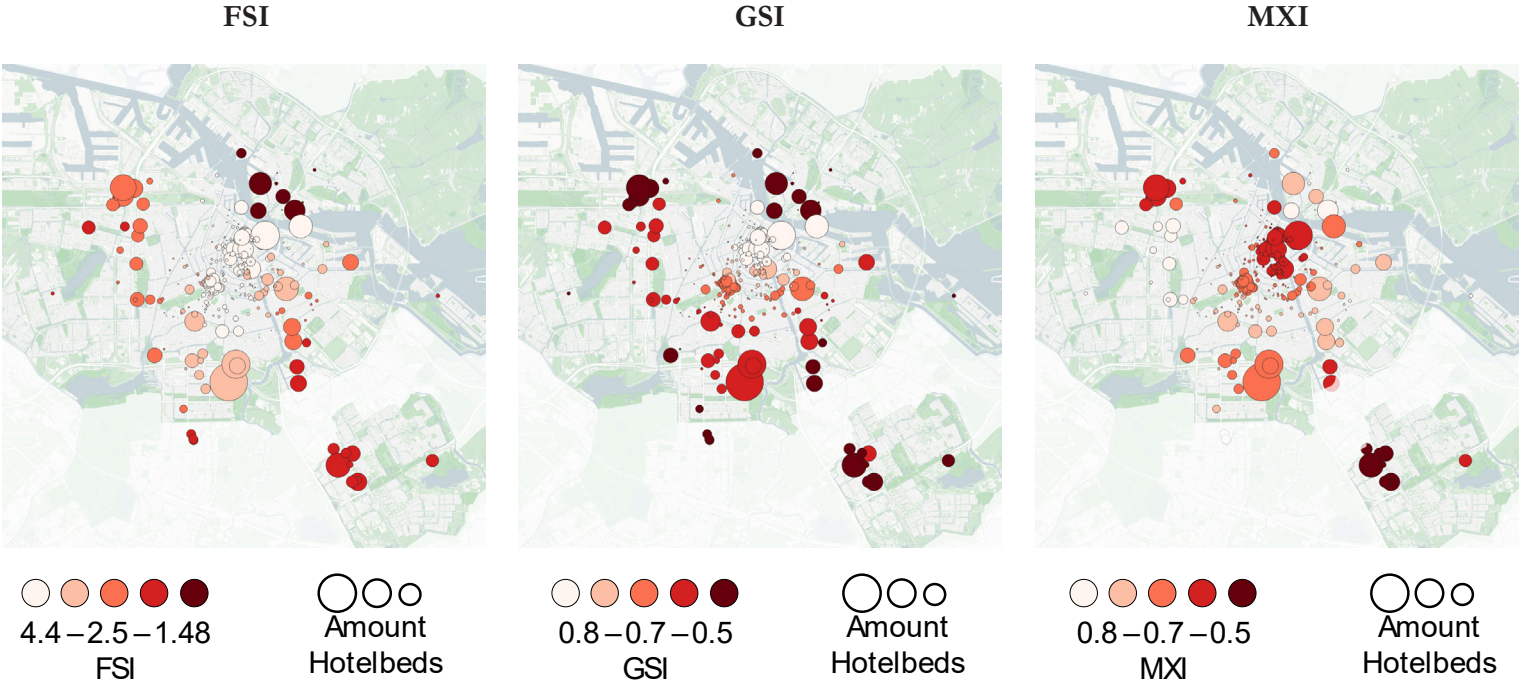 FSI
GSI
MXI
4.4 – 2.5 – 1.48
FSI
Amount
Hotelbeds
0.8 – 0.7 – 0.5
GSI
Amount
Hotelbeds
0.8 – 0.7 – 0.5
MXI
Amount
Hotelbeds